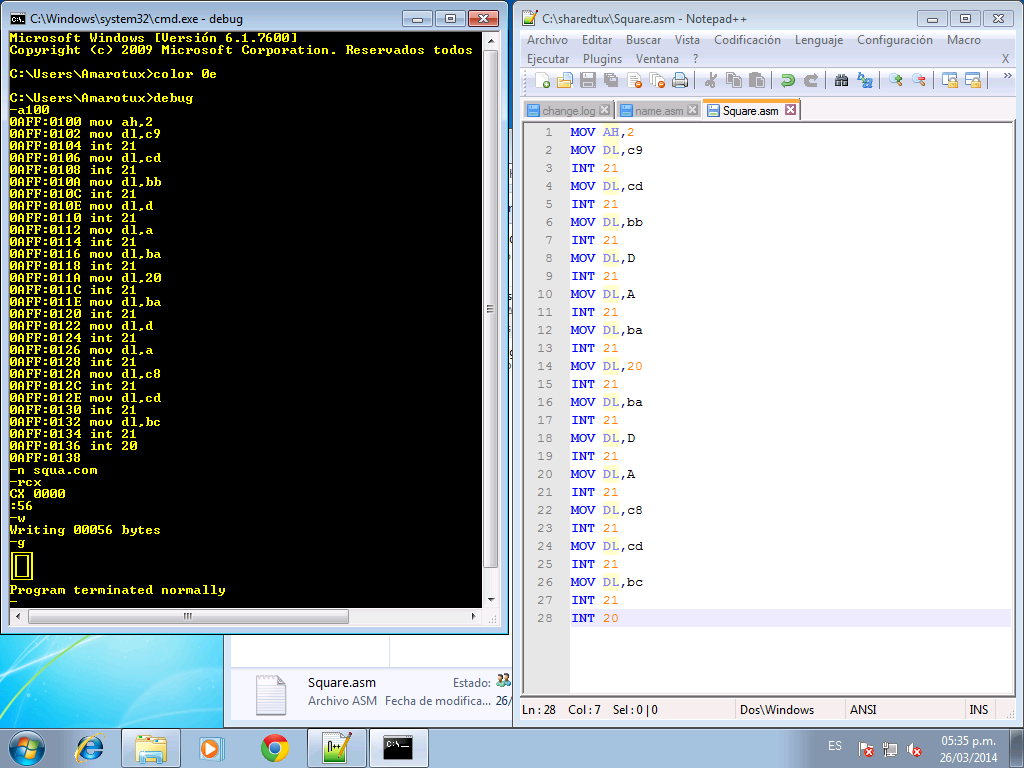 C:\Windows\system32\cmd.exe - debug
Microsoft Windows [Versión 6.1.7600]
Copyright (c) 2009 Microsoft Corporation. Reservados todos
C:\Users\Amarotux>color 0e
C:\Users\Amarotux>debug
-a100
0AFF:0100 mov ah,2
0AFF:0102 mov dl,c9
0AFF:0104 int 21
0AFF:0106 mov dl,cd
0AFF:0108 int 21
0AFF:010A mov dl,bb
0AFF:010C int 21
0AFF:010E mov dl,d
0AFF:0110 int 21
0AFF:0112 mov dl,a
0AFF:0114 int 21
0AFF:0116 mov dl,ba
0AFF:0118 int 21
0AFF:011A mov dl,20
0AFF:011C int 21
0AFF:011E mov dl,ba
0AFF:0120 int 21
0AFF:0122 mov dl,d
0AFF:0124 int 21
0AFF:0126 mov dl,a
0AFF:0128 int 21
0AFF:012A mov dl,c8
0AFF:012C int 21
0AFF:012E mov dl,cd
0AFF:0130 int 21
0AFF:0132 mov dl,bc
0AFF:0134 int 21
0AFF:0136 int 20
0AFF:0138
-n squa.com
-rcx
CX 0000
:56
-w
Writing 00056 bytes
-g
╔═╗
║ ║
╚═╝
Program terminated normally
-
C:\sharedtux\Square.asm - Notepad++
Archivo Editar Buscar Vista Codificación Lenguaje Configuración Macro
Ejecutar Plugins Ventana ? X
change.log name.asm Square.asm
1 MOV AH,2
2 MOV DL,c9
3 INT 21
4 MOV DL,cd
5 INT 21
6 MOV DL,bb
7 INT 21
8 MOV DL,D
9 INT 21
10 MOV DL,A
11 INT 21
12 MOV DL,ba
13 INT 21
14 MOV DL,20
15 INT 21
16 MOV DL,ba
17 INT 21
18 MOV DL,D
19 INT 21
20 MOV DL,A
21 INT 21
22 MOV DL,c8
23 INT 21
24 MOV DL,cd
25 INT 21
26 MOV DL,bc
27 INT 21
28 INT 20
Ln : 28 Col : 7 Sel : 0 | 0 Dos\Windows ANSI INS
Square.asm Estado:
Archivo ASM Fecha de modifica... 26/
ES 05:35 p.m.
26/03/2014